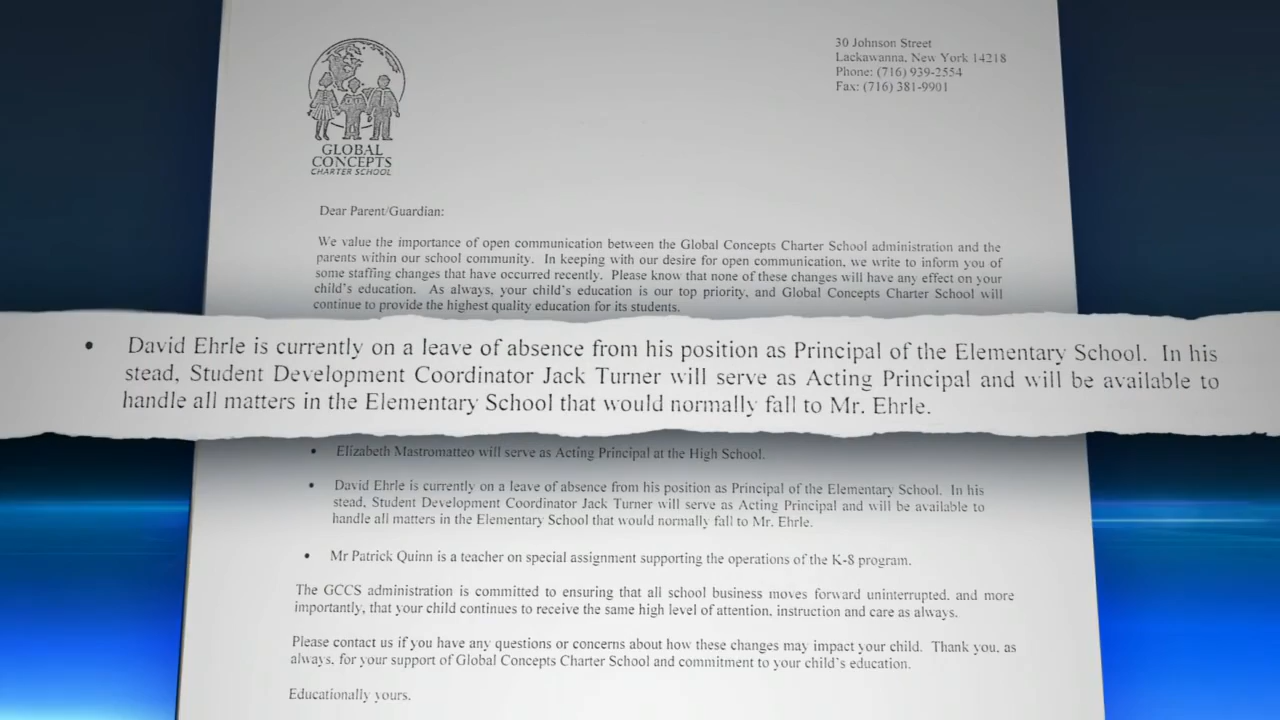 30 Johnson Street
Lackawanna, New York 14218
Phone: (716) 939-2554
Fax: (716) 381-9901
GLOBAL
CONCEPTS
CHARTER SCHOOL
Dear Parent/Guardian:
We value the importance of open communication between the Global Concepts Charter School administration and the
parents within our school community. In keeping with our desire for open communication, we write to inform you of
some staffing changes that have occurred recently. Please know that none of these changes will have any effect on your
child's education. As always, your child's education is our top priority, and Global Concepts Charter School will
continue to provide the highest quality education for its students.
• David Ehrle is currently on a leave of absence from his position as Principal of the Elementary School. In his
stead, Student Development Coordinator Jack Turner will serve as Acting Principal and will be available to
handle all matters in the Elementary School that would normally fall to Mr. Ehrle.
• Elizabeth Mastromatteo will serve as Acting Principal at the High School.
• David Ehrle is currently on a leave of absence from his position as Principal of the Elementary School. In his
stead, Student Development Coordinator Jack Turner will serve as Acting Principal and will be available to
handle all matters in the Elementary School that would normally fall to Mr. Ehrle.
• Mr Patrick Quinn is a teacher on special assignment supporting the operations of the K-8 program.
The GCCS administration is committed to ensuring that all school business moves forward uninterrupted, and more
importantly, that your child continues to receive the same high level of attention, instruction and care as always.
Please contact us if you have any questions or concerns about how these changes may impact your child. Thank you, as
always, for your support of Global Concepts Charter School and commitment to your child's education.
Educationally yours,